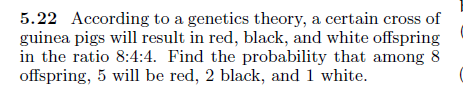 5.22 According to a genetics theory, a certain cross of
guinea pigs will result in red, black, and white offspring
in the ratio 8:4:4. Find the probability that among 8
offspring, 5 will be red, 2 black, and 1 white.